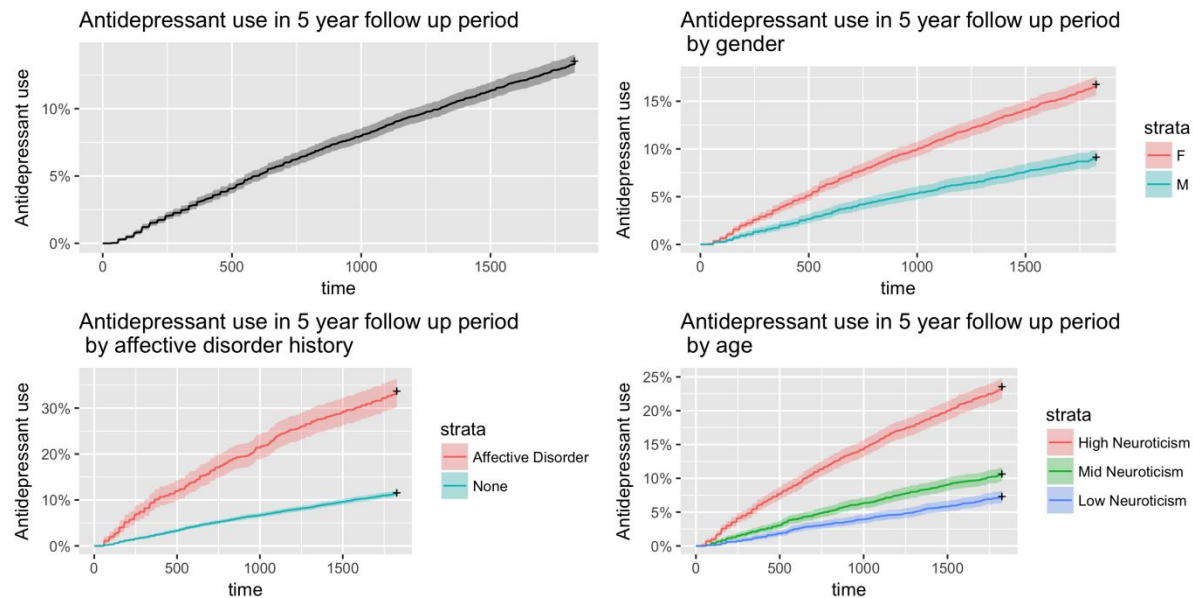 Antidepressant use in 5 year follow up period
Antidepressant use
10%
5%
0%
0
500
1000
1500
time
Antidepressant use in 5 year follow up period
by gender
Antidepressant use
15%
10%
5%
0%
0
500
1000
1500
time
strata
F
M
Antidepressant use in 5 year follow up period
by affective disorder history
Antidepressant use
30%
20%
10%
0%
0
500
1000
1500
time
strata
Affective Disorder
None
Antidepressant use in 5 year follow up period
by age
Antidepressant use
25%
20%
15%
10%
5%
0%
0
500
1000
1500
time
strata
High Neuroticism
Mid Neuroticism
Low Neuroticism